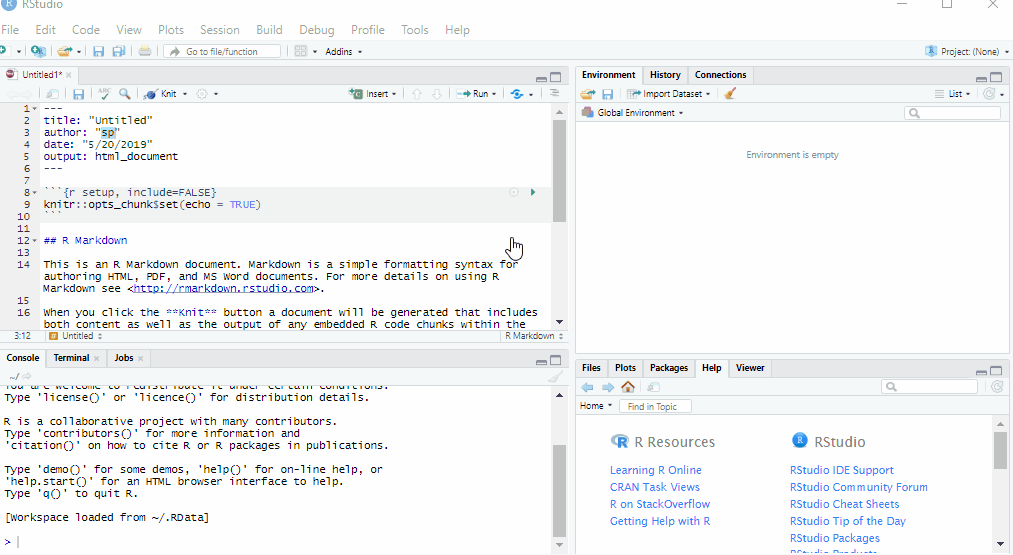 RStudio
File Edit Code View Plots Session Build Debug Profile Tools Help
Go to file/function Addins Project: (None)
Untitled1*
Knit Insert Run
1 ---
2 title: "Untitled"
3 author: "sp"
4 date: "5/20/2019"
5 output: html_document
6 ---
7
8 ```{r setup, include=FALSE}
9 knitr::opts_chunk$set(echo = TRUE)
10 ```
11
12 ## R Markdown
13
14 This is an R Markdown document. Markdown is a simple formatting syntax for
authoring HTML, PDF, and MS Word documents. For more details on using R
Markdown see <http://rmarkdown.rstudio.com>.
15
16 When you click the **Knit** button a document will be generated that includes
both content as well as the output of any embedded R code chunks within the
3:12 Untitled R Markdown
Console Terminal Jobs
~/
You are welcome to redistribute it under certain conditions.
Type 'license()' or 'licence()' for distribution details.
R is a collaborative project with many contributors.
Type 'contributors()' for more information and
'citation()' on how to cite R or R packages in publications.
Type 'demo()' for some demos, 'help()' for on-line help, or
'help.start()' for an HTML browser interface to help.
Type 'q()' to quit R.
[Workspace loaded from ~/.RData]
>
Environment History Connections
Import Dataset List
Global Environment
Environment is empty
Files Plots Packages Help Viewer
Home Find in Topic
R Resources
Learning R Online
CRAN Task Views
R on StackOverflow
Getting Help with R
RStudio
RStudio IDE Support
RStudio Community Forum
RStudio Cheat Sheets
RStudio Tip of the Day
RStudio Packages
RStudio Products